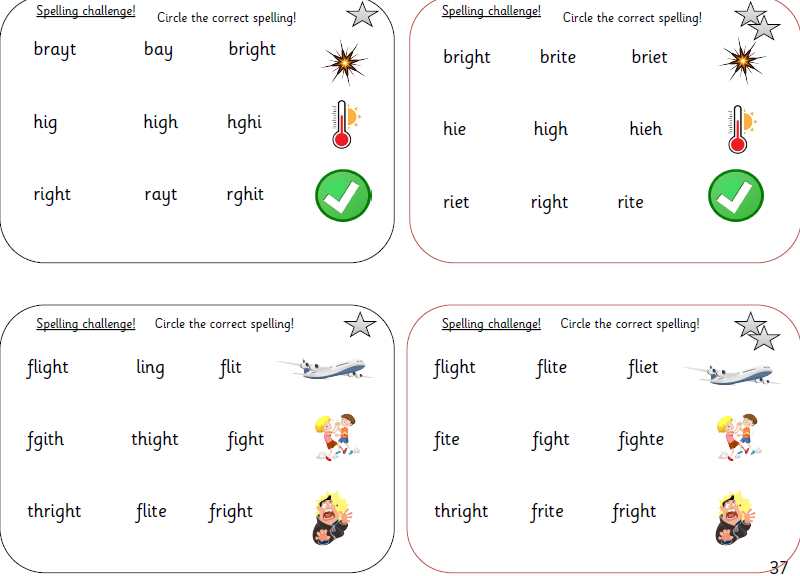 Spelling challenge! Circle the correct spelling!
brayt bay bright
hig high hghi
right rayt rghit
Spelling challenge! Circle the correct spelling!
bright brite briet
hie high hieh
riet right rite
Spelling challenge! Circle the correct spelling!
flight ling flit
fgith thight fight
thright flite fright
Spelling challenge! Circle the correct spelling!
flight flite fliet
fite fight fighte
thright frite fright
37